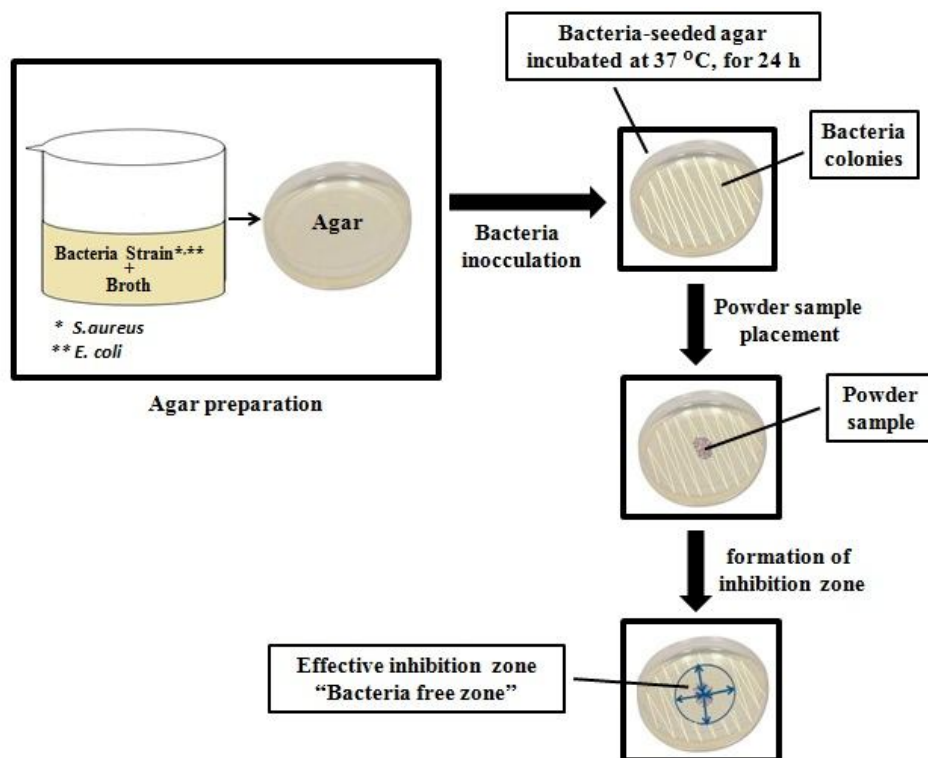 Bacteria-seeded agar
incubated at 37 ⁰C, for 24 h
Bacteria
colonies
Agar
Bacteria Strain*,**
+
Broth
* S.aureus
** E. coli
Agar preparation
Bacteria
inocculation
Powder sample
placement
Powder
sample
formation of
inhibition zone
Effective inhibition zone
“Bacteria free zone”